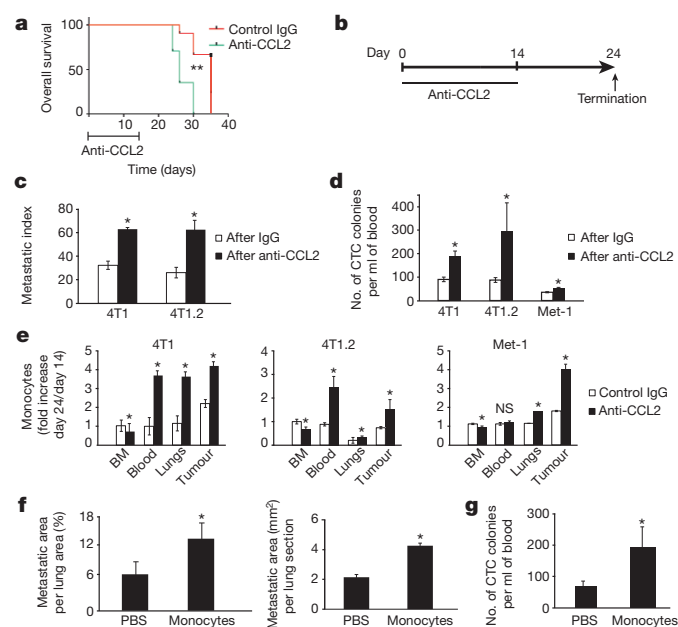 a
Overall survival
100
50
0
10
20
30
40
Control IgG
Anti-CCL2
**
Anti-CCL2
Time (days)
b
Day
0
14
24
Anti-CCL2
Termination
c
Metastatic index
80
60
40
20
0
*
*
After IgG
After anti-CCL2
4T1
4T1.2
d
No. of CTC colonies
per ml of blood
400
300
200
100
0
*
*
*
After IgG
After anti-CCL2
4T1
4T1.2
Met-1
e
Monocytes
(fold increase
day 24/day 14)
4T1
5
4
3
2
1
0
*
*
*
*
BM
Blood
Lungs
Tumour
4T1.2
4
2
1
0
*
*
*
*
BM
Blood
Lungs
Tumour
Met-1
5
4
3
2
1
0
*
NS
*
*
BM
Blood
Lungs
Tumour
Control IgG
Anti-CCL2
f
Metastatic area
per lung area (%)
18
12
6
0
*
PBS
Monocytes
Metastatic area (mm²)
per lung section
6
4
2
0
*
PBS
Monocytes
g
No. of CTC colonies
per ml of blood
300
200
100
0
*
PBS
Monocytes